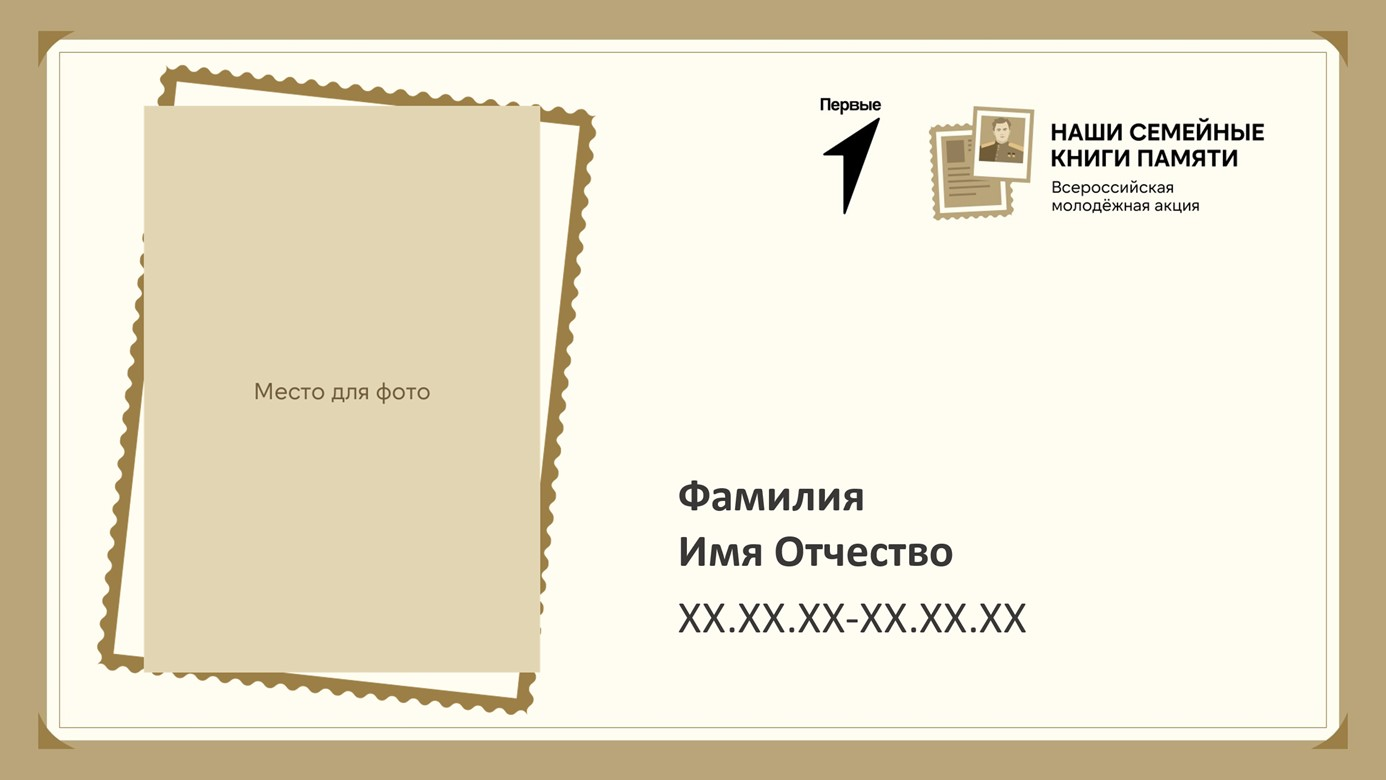 Первые
НАШИ СЕМЕЙНЫЕ
КНИГИ ПАМЯТИ
Всероссийская
молодёжная акция
Место для фото
Фамилия
Имя Отчество
XX.XX.XX-XX.XX.XX